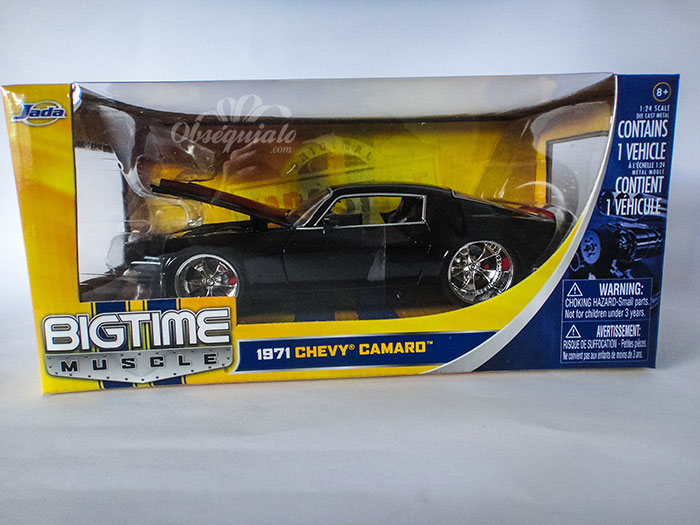 Jada
Obséquialo
.com
8+
1:24 SCALE
DIE CAST METAL
CONTAINS
1 VEHICLE
À L'ÉCHELLE 1:24
MÉTAL MOULÉ
CONTIENT
1 VÉHICULE
WARNING:
CHOKING HAZARD-Small parts.
Not for children under 3 years.
AVERTISSEMENT:
RISQUE DE SUFFOCATION - Petites pièces
Ne convient pas aux enfants de moins de 3 ans.
BIGTIME
MUSCLE
1971 CHEVY® CAMARO™